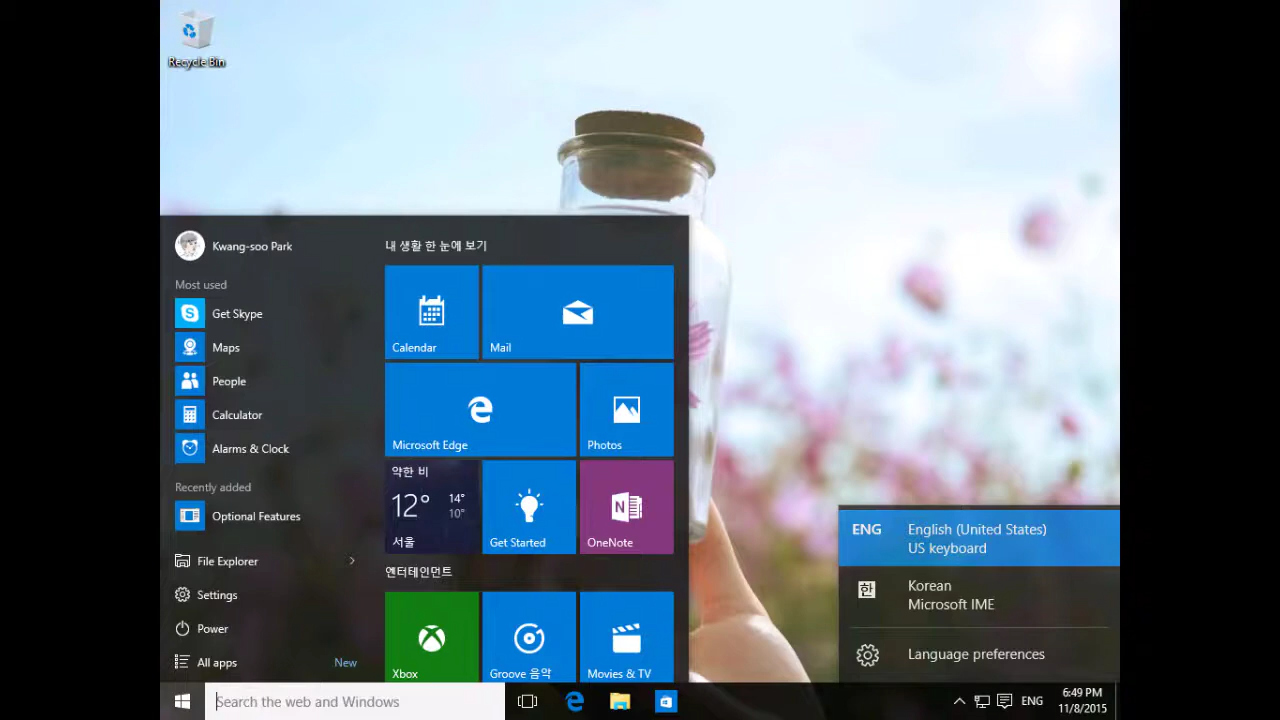 Recycle Bin
Kwang-soo Park
Most used
Get Skype
Maps
People
Calculator
Alarms & Clock
Recently added
Optional Features
File Explorer
Settings
Power
All apps New
내 생활 한 눈에 보기
Calendar
Mail
Microsoft Edge
Photos
약한 비
12° 14°
10°
서울
Get Started
OneNote
엔터테인먼트
Xbox
Groove 음악
Movies & TV
ENG English (United States)
US keyboard
한 Korean
Microsoft IME
Language preferences
Search the web and Windows
ENG
6:49 PM
11/8/2015